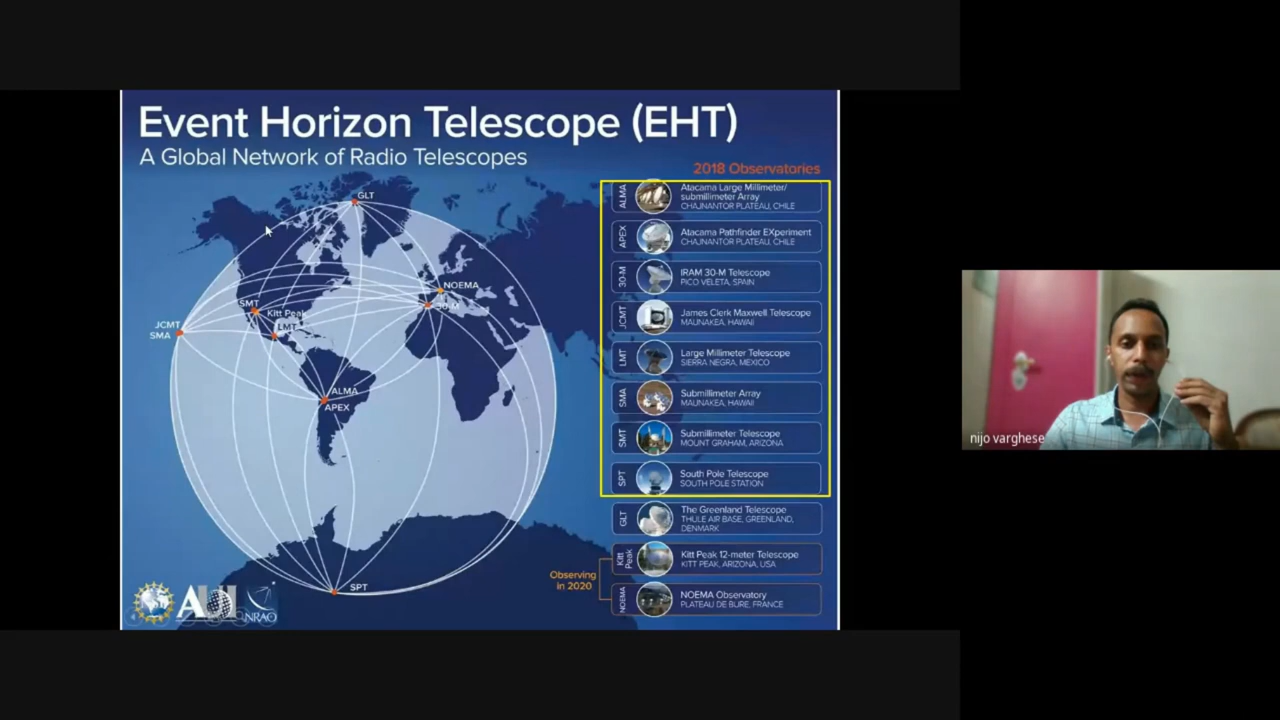 Event Horizon Telescope (EHT)
A Global Network of Radio Telescopes
2018 Observatories
GLT
NOEMA
30-M
SMT
Kitt Peak
LMT
JCMT
SMA
ALMA
APEX
SPT
ALMA
Atacama Large Millimeter/
submillimeter Array
CHAJNANTOR PLATEAU, CHILE
APEX
Atacama Pathfinder EXperiment
CHAJNANTOR PLATEAU, CHILE
30-M
IRAM 30-M Telescope
PICO VELETA, SPAIN
JCMT
James Clerk Maxwell Telescope
MAUNAKEA, HAWAII
LMT
Large Millimeter Telescope
SIERRA NEGRA, MEXICO
SMA
Submillimeter Array
MAUNAKEA, HAWAII
SMT
Submillimeter Telescope
MOUNT GRAHAM, ARIZONA
SPT
South Pole Telescope
SOUTH POLE STATION
GLT
The Greenland Telescope
THULE AIR BASE, GREENLAND,
DENMARK
Observing
in 2020
Kitt
Peak
Kitt Peak 12-meter Telescope
KITT PEAK, ARIZONA, USA
NOEMA
NOEMA Observatory
PLATEAU DE BURE, FRANCE
AUI
NRAO
nijo varghese